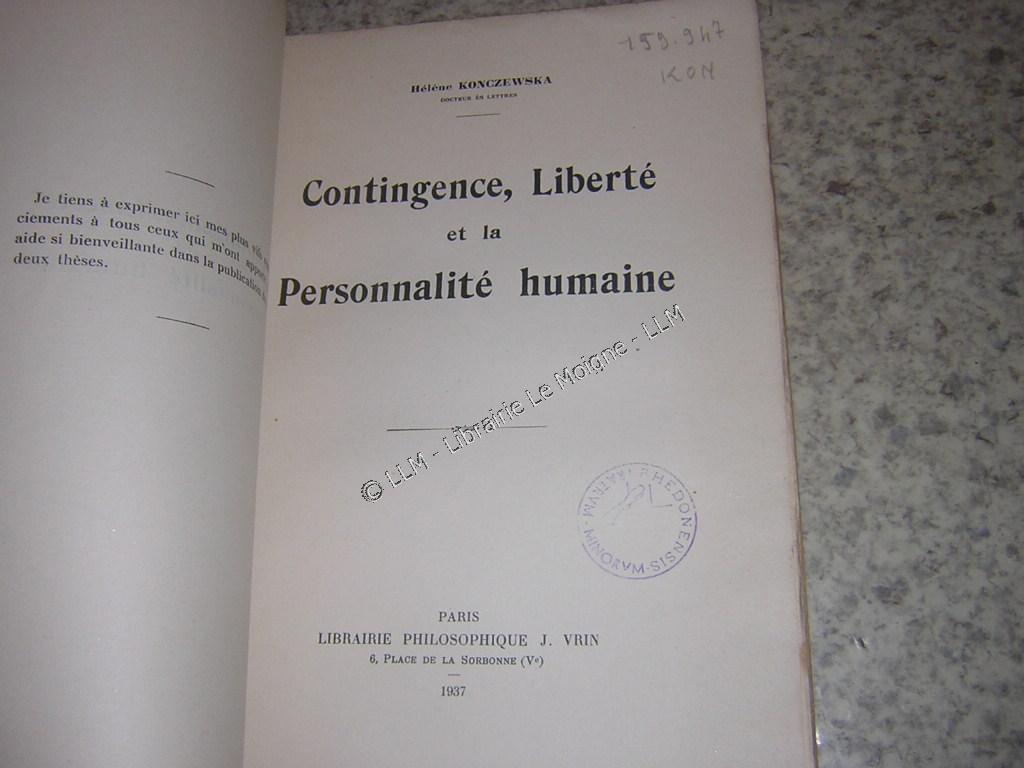 Je tiens à exprimer ici mes plus vifs
ciements à tous ceux qui m'ont
aide si bienveillante dans la publication
deux thèses.
159.947
KON
Hélène KONCZEWSKA
DOCTEUR ÈS LETTRES
Contingence, Liberté
et la
Personnalité humaine
© LLM - Librairie Le Moigne - LLM
RHEDONENSIS
MINORVM
PARIS
LIBRAIRIE PHILOSOPHIQUE J. VRIN
6, PLACE DE LA SORBONNE (Ve)
1937